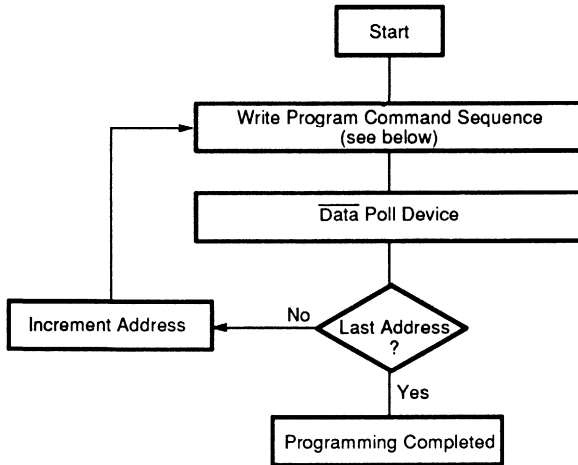 Start
Write Program Command Sequence
(see below)
Data Poll Device
No
Increment Address
Last Address
?
Yes
Programming Completed